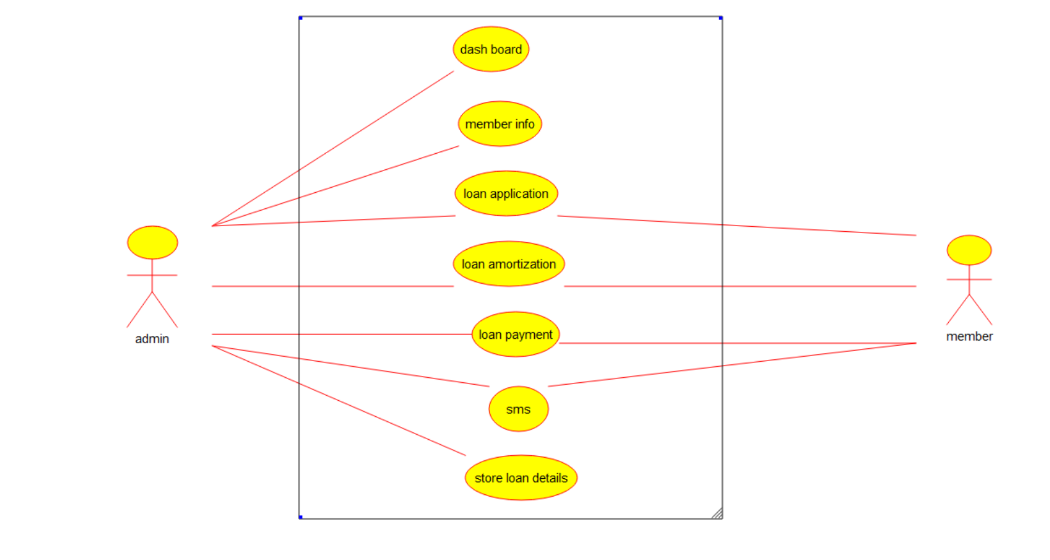 dash board
member info
loan application
loan amortization
loan payment
sms
store loan details
admin
member